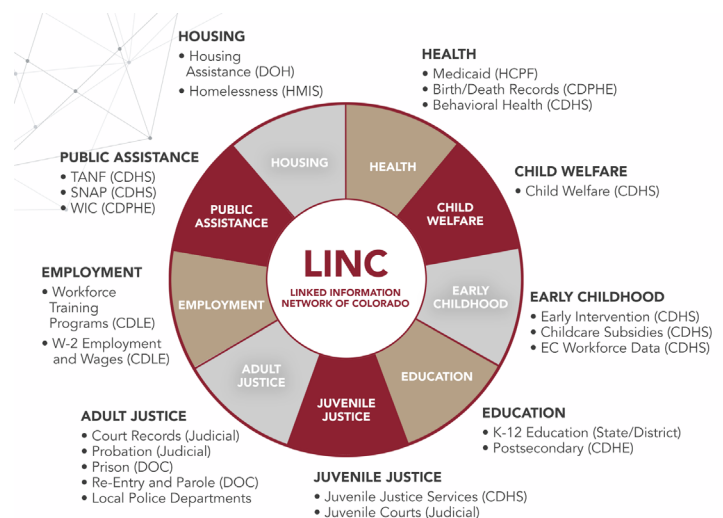 HOUSING
• Housing
Assistance (DOH)
• Homelessness (HMIS)
HEALTH
• Medicaid (HCPF)
• Birth/Death Records (CDPHE)
• Behavioral Health (CDHS)
PUBLIC ASSISTANCE
• TANF (CDHS)
• SNAP (CDHS)
• WIC (CDPHE)
CHILD WELFARE
• Child Welfare (CDHS)
EMPLOYMENT
• Workforce
Training
Programs (CDLE)
• W-2 Employment
and Wages (CDLE)
EARLY CHILDHOOD
• Early Intervention (CDHS)
• Childcare Subsidies (CDHS)
• EC Workforce Data (CDHS)
ADULT JUSTICE
• Court Records (Judicial)
• Probation (Judicial)
• Prison (DOC)
• Re-Entry and Parole (DOC)
• Local Police Departments
EDUCATION
• K-12 Education (State/District)
• Postsecondary (CDHE)
JUVENILE JUSTICE
• Juvenile Justice Services (CDHS)
• Juvenile Courts (Judicial)
HOUSING
HEALTH
CHILD
WELFARE
EARLY
CHILDHOOD
EDUCATION
JUVENILE
JUSTICE
ADULT
JUSTICE
EMPLOYMENT
PUBLIC
ASSISTANCE
LINC
LINKED INFORMATION
NETWORK OF COLORADO